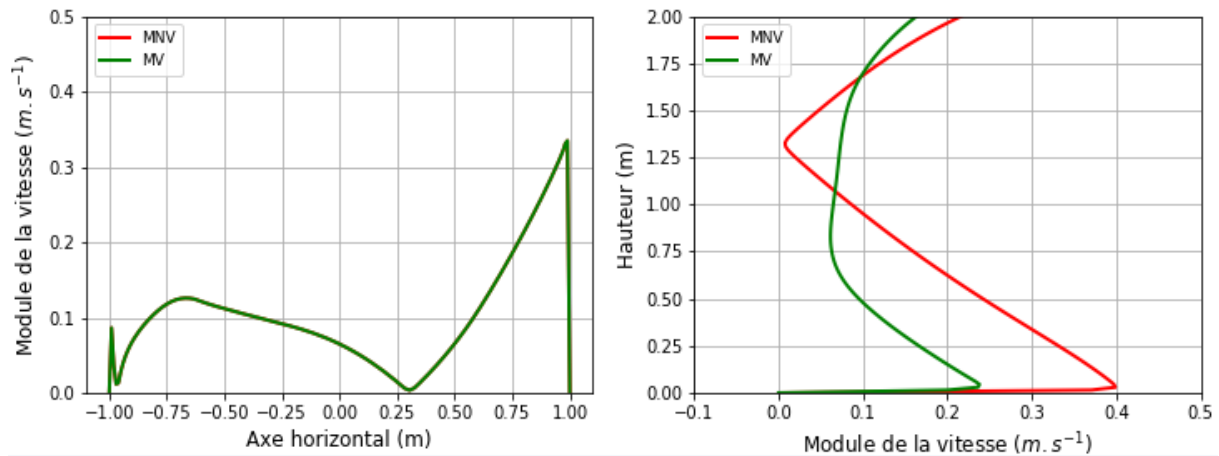 Module de la vitesse (m.s⁻¹)
0.5
0.4
0.3
0.2
0.1
0.0
MNV
MV
−1.00 −0.75 −0.50 −0.25 0.00 0.25 0.50 0.75 1.00
Axe horizontal (m)
Hauteur (m)
2.00
1.75
1.50
1.25
1.00
0.75
0.50
0.25
0.00
MNV
MV
−0.1 0.0 0.1 0.2 0.3 0.4 0.5
Module de la vitesse (m.s⁻¹)